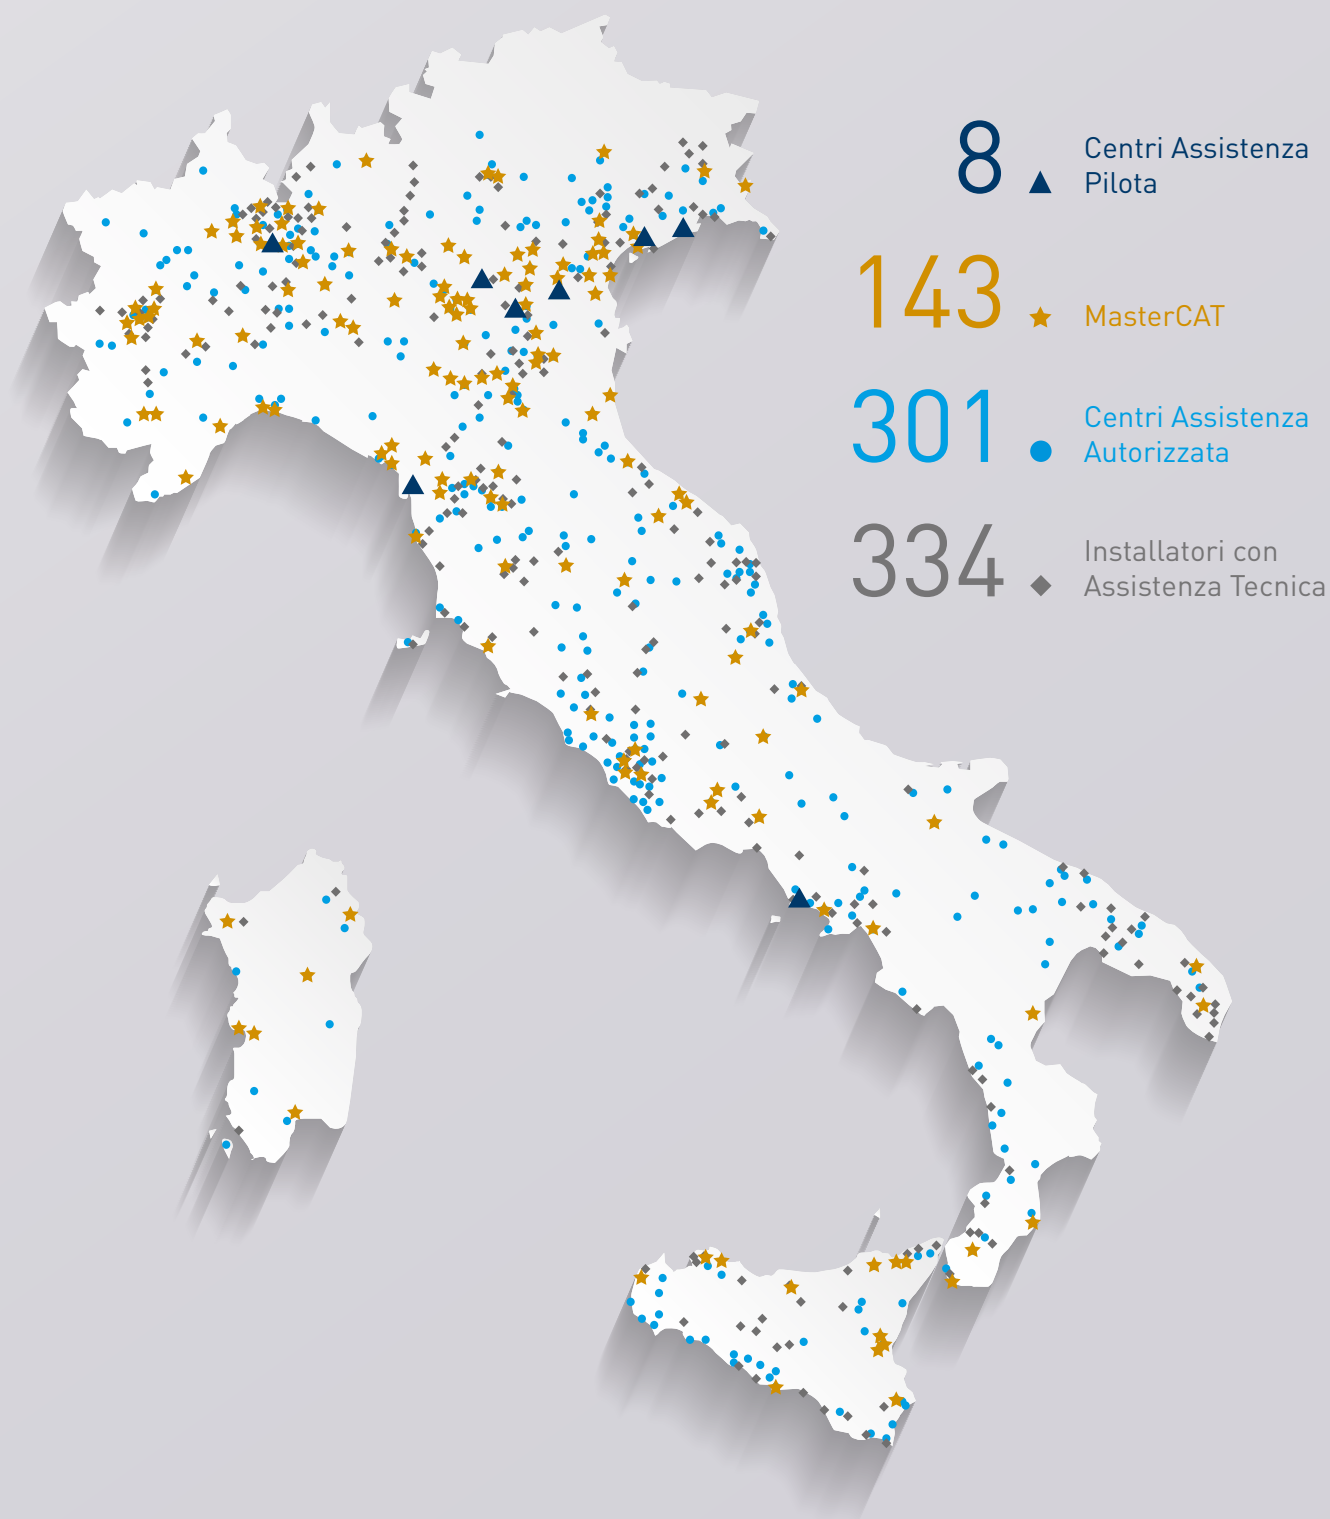 8
Centri Assistenza
Pilota
143
MasterCAT
301
Centri Assistenza
Autorizzata
334
Installatori con
Assistenza Tecnica